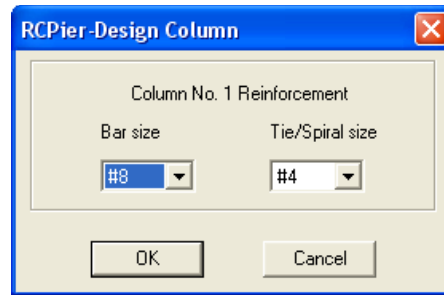 RCPier-Design Column
Column No. 1 Reinforcement
Bar size Tie/Spiral size
#8 #4
OK Cancel